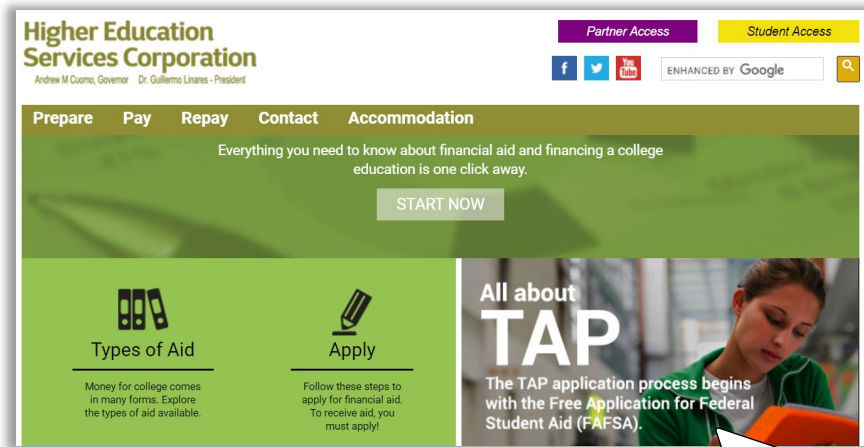 Higher Education
Services Corporation
Andrew M Cuomo, Governor Dr. Guillermo Linares - President
Partner Access
Student Access
f
You
Tube
ENHANCED BY Google
Prepare Pay Repay Contact Accommodation
Everything you need to know about financial aid and financing a college
education is one click away.
START NOW
Types of Aid
Money for college comes
in many forms. Explore
the types of aid available.
Apply
Follow these steps to
apply for financial aid.
To receive aid, you
must apply!
All about
TAP
The TAP application process begins
with the Free Application for Federal
Student Aid (FAFSA).